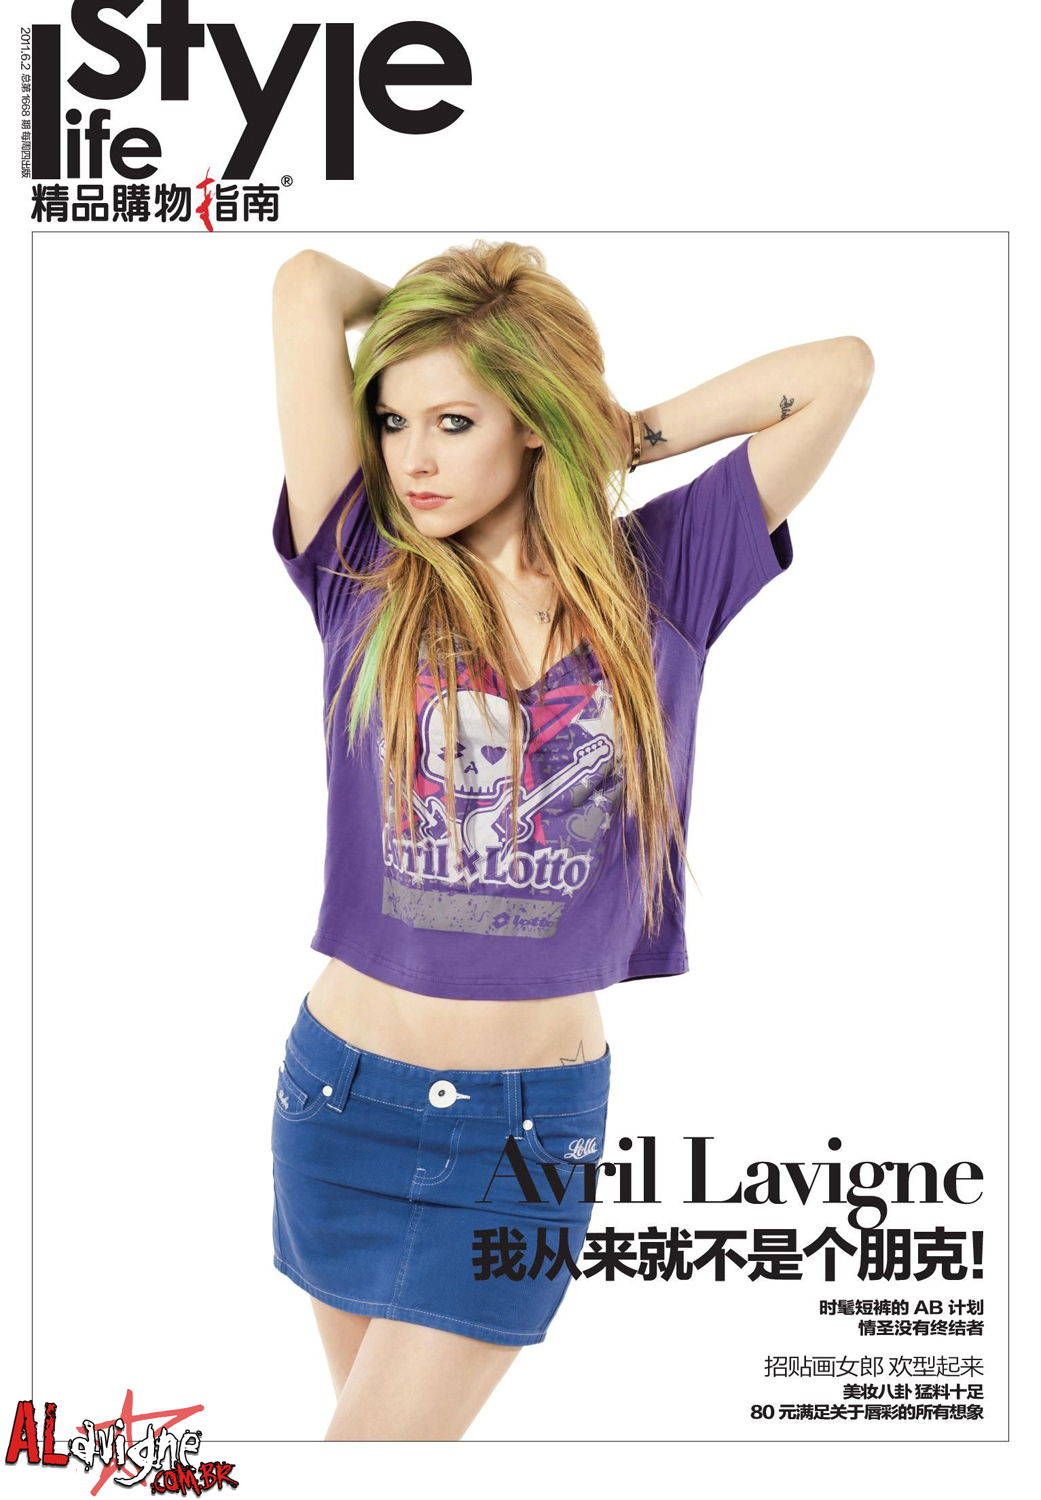 Style
life
2011.6.2 总第1668期 每周四出版
精品購物指南®
A
Avril x Lotto
Lotto
Lotto
Avril Lavigne
我从来就不是个朋克!
时髦短裤的 AB 计划
情圣没有终结者
招贴画女郎 欢型起来
美妆八卦 猛料十足
80 元满足关于唇彩的所有想象
ALavigne
.COM.BR